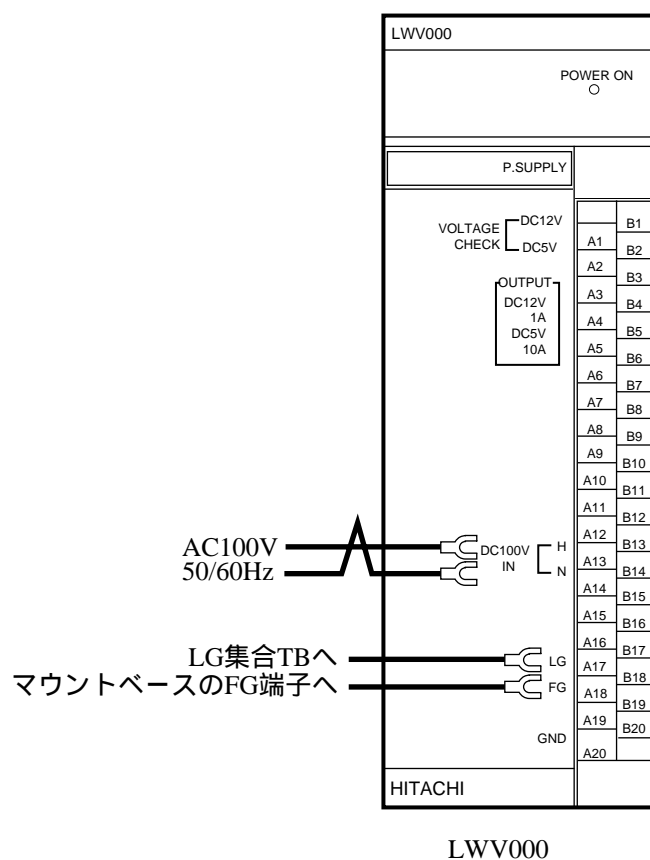 LWV000
POWER ON
P.SUPPLY
VOLTAGE CHECK
DC12V
DC5V
OUTPUT
DC12V
1A
DC5V
10A
AC100V
50/60Hz
DC100V
IN
H
N
LG集合TBへ
LG
マウントベースのFG端子へ
FG
GND
HITACHI
A1
A2
A3
A4
A5
A6
A7
A8
A9
A10
A11
A12
A13
A14
A15
A16
A17
A18
A19
A20
B1
B2
B3
B4
B5
B6
B7
B8
B9
B10
B11
B12
B13
B14
B15
B16
B17
B18
B19
B20
LWV000